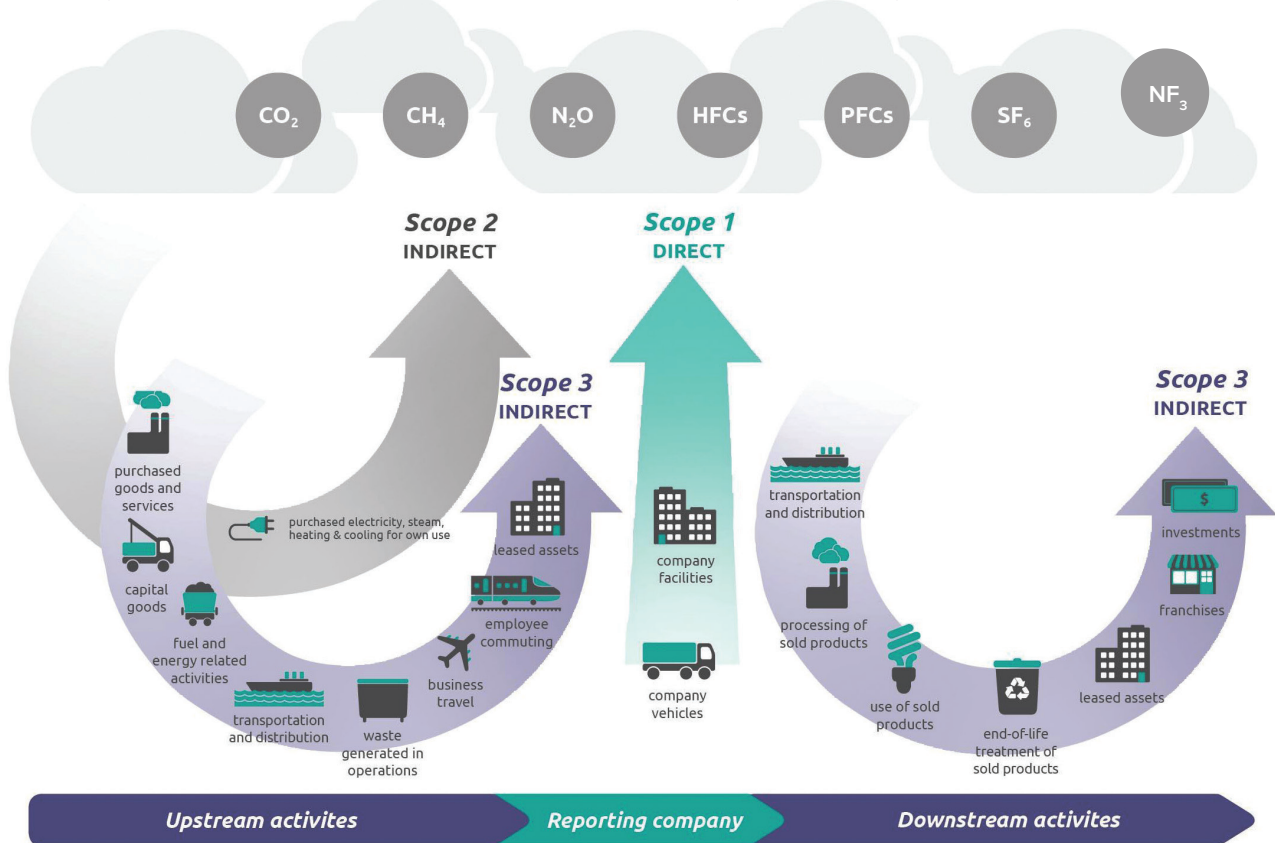 CO₂
CH₄
N₂O
HFCs
PFCs
SF₆
NF₃
Scope 2
INDIRECT
Scope 1
DIRECT
Scope 3
INDIRECT
Scope 3
INDIRECT
purchased
goods and
services
capital
goods
fuel and
energy related
activities
transportation
and distribution
waste
generated in
operations
business
travel
employee
commuting
leased assets
purchased electricity, steam,
heating & cooling for own use
company
facilities
company
vehicles
transportation
and distribution
processing of
sold products
use of sold
products
end-of-life
treatment of
sold products
leased assets
franchises
$
investments
Upstream activites
Reporting company
Downstream activites